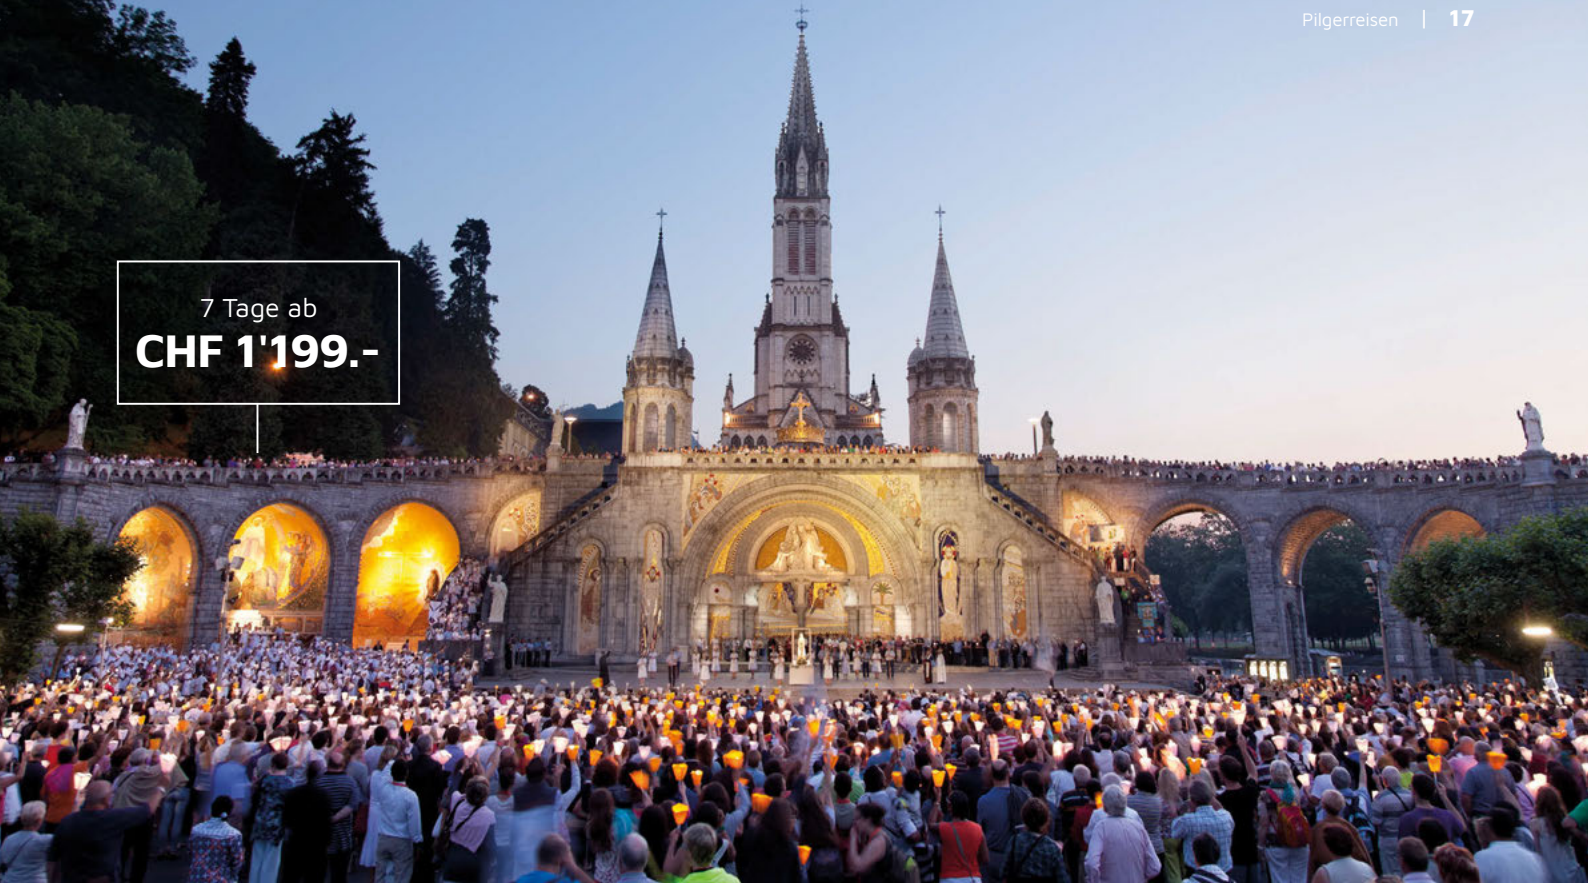 Pilgerreisen | 17
7 Tage ab
CHF 1'199.-